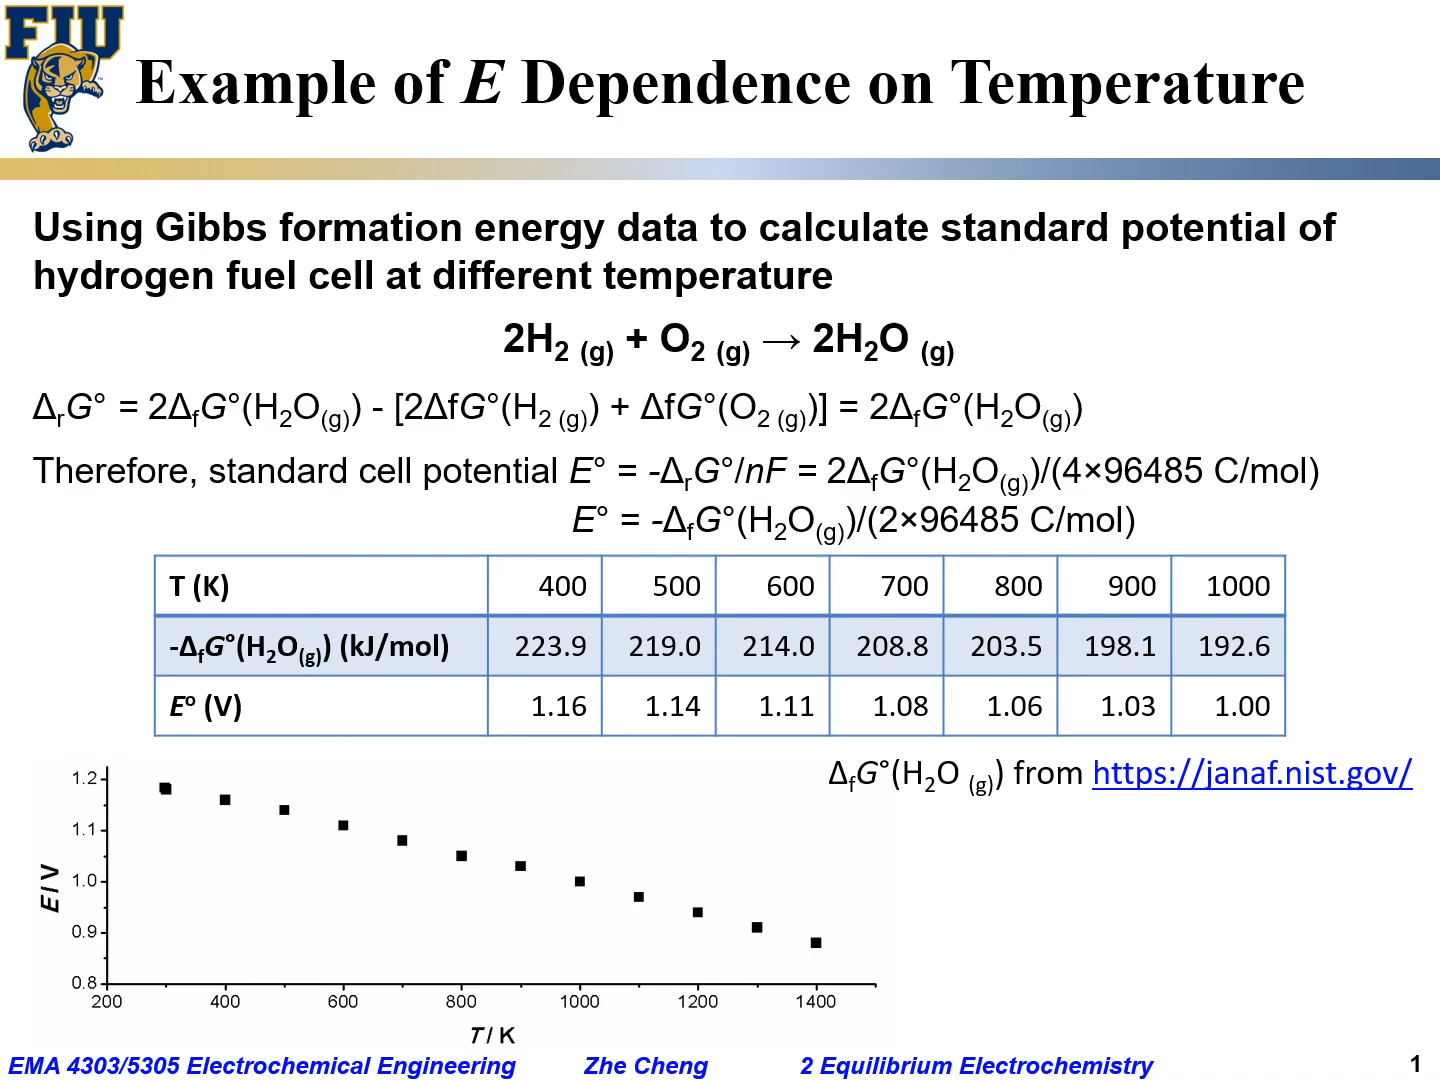 FIU
Example of E Dependence on Temperature
Using Gibbs formation energy data to calculate standard potential of
hydrogen fuel cell at different temperature
2H2 (g) + O2 (g) → 2H2O (g)
ΔrG° = 2ΔfG°(H2O(g)) - [2ΔfG°(H2 (g)) + ΔfG°(O2 (g))] = 2ΔfG°(H2O(g))
Therefore, standard cell potential E° = -ΔrG°/nF = 2ΔfG°(H2O(g))/(4×96485 C/mol)
E° = -ΔfG°(H2O(g))/(2×96485 C/mol)
T (K) 400 500 600 700 800 900 1000
-ΔfG°(H2O(g)) (kJ/mol) 223.9 219.0 214.0 208.8 203.5 198.1 192.6
Eº (V) 1.16 1.14 1.11 1.08 1.06 1.03 1.00
ΔfG°(H2O (g)) from https://janaf.nist.gov/
1.2
1.1
1.0
0.9
0.8
E / V
200 400 600 800 1000 1200 1400
T / K
EMA 4303/5305 Electrochemical Engineering Zhe Cheng 2 Equilibrium Electrochemistry 1